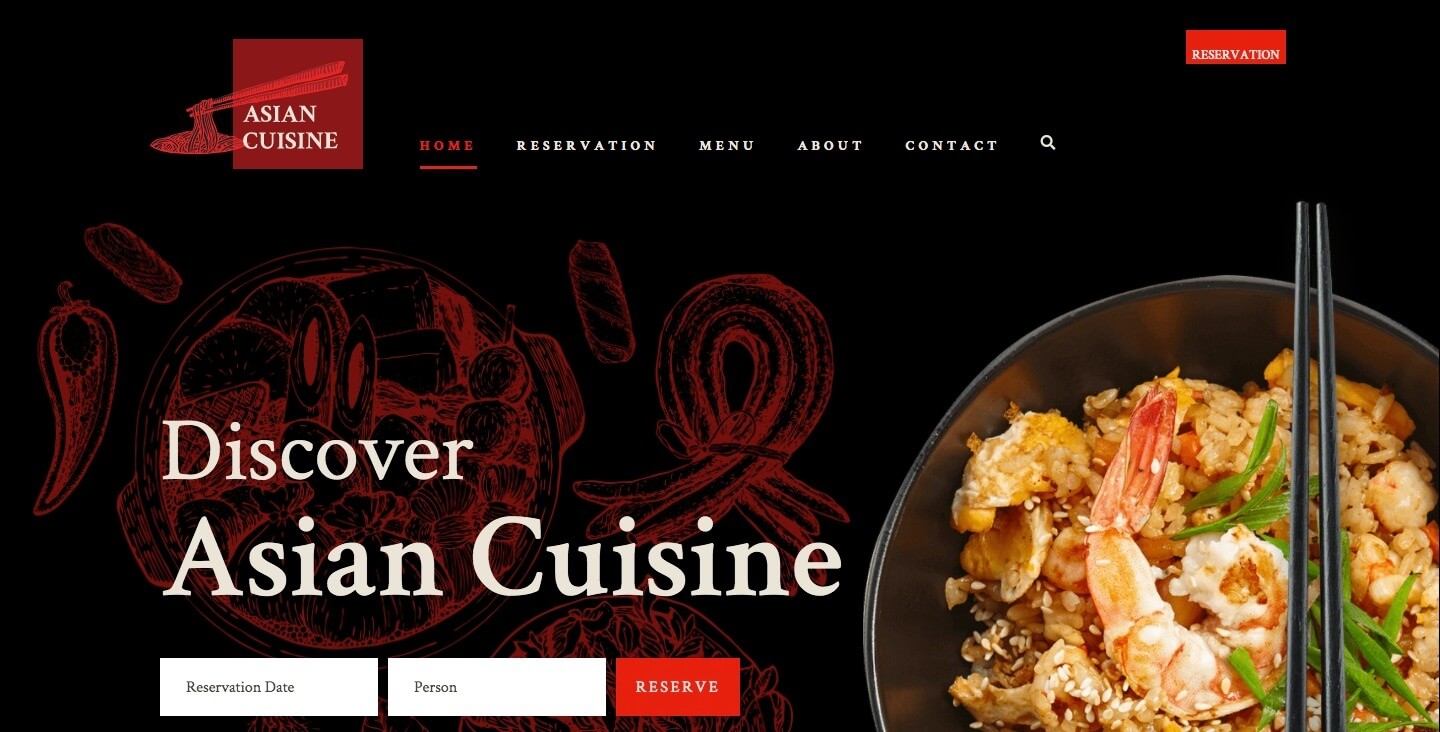 RESERVATION
ASIAN
CUISINE
HOME RESERVATION MENU ABOUT CONTACT
Discover
Asian Cuisine
Reservation Date Person RESERVE